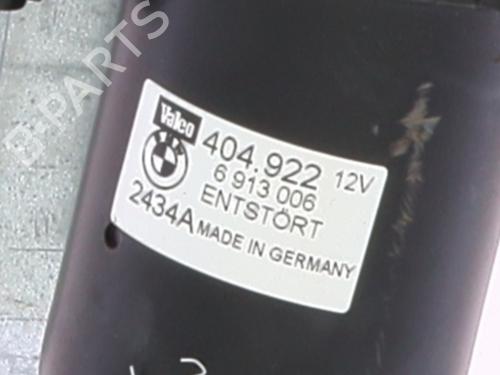 B-PARTS
Valeo
404.922 12V
6 913 006
ENTSTÖRT
2434A MADE IN GERMANY